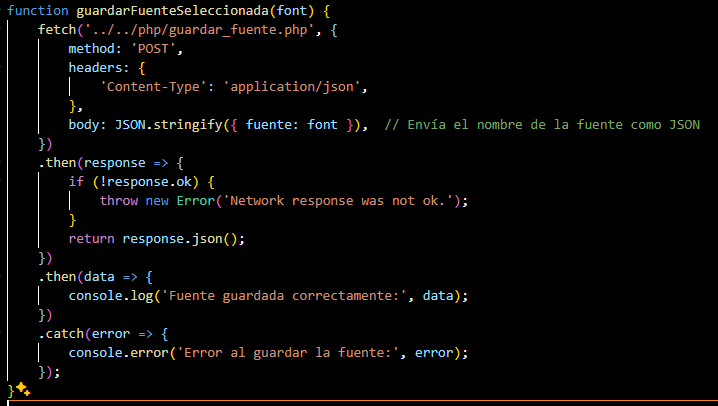 function guardarFuenteSeleccionada(font) {
    fetch('../../php/guardar_fuente.php', {
        method: 'POST',
        headers: {
            'Content-Type': 'application/json',
        },
        body: JSON.stringify({ fuente: font }),  // Envía el nombre de la fuente como JSON
    })
    .then(response => {
        if (!response.ok) {
            throw new Error('Network response was not ok.');
        }
        return response.json();
    })
    .then(data => {
        console.log('Fuente guardada correctamente:', data);
    })
    .catch(error => {
        console.error('Error al guardar la fuente:', error);
    });
}